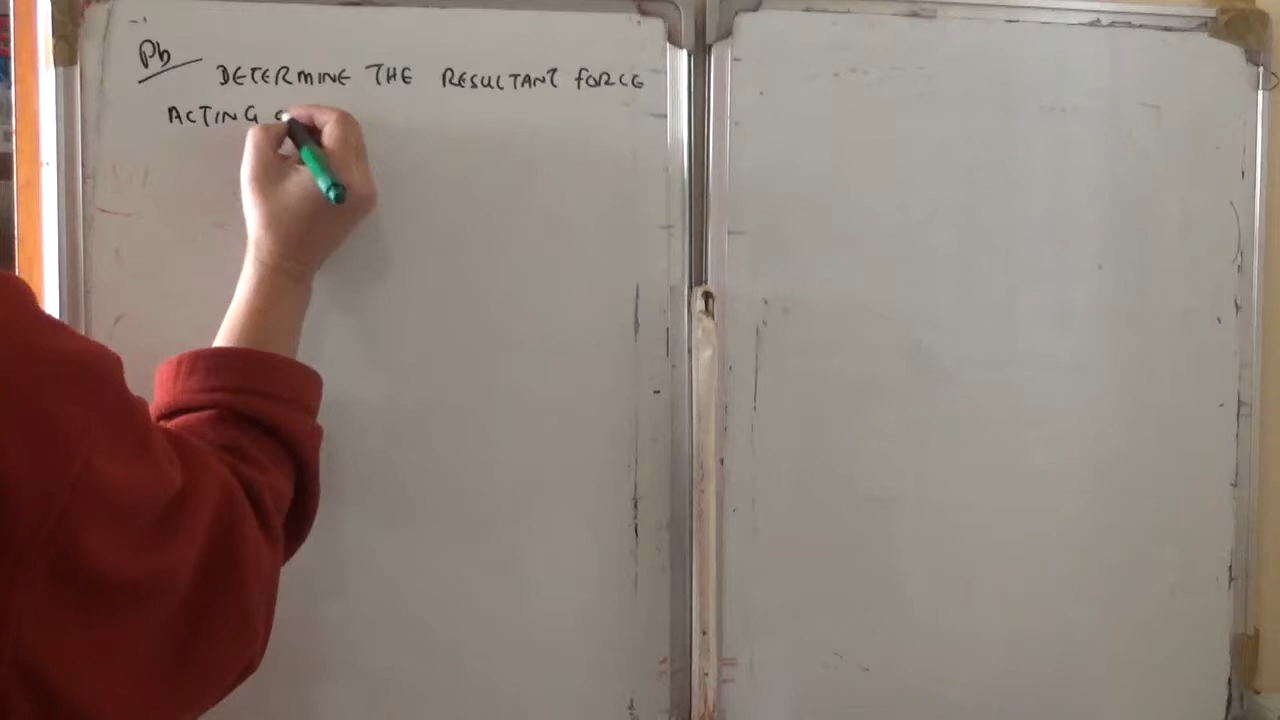 Pb DETERMINE THE RESULTANT FORCE
ACTING